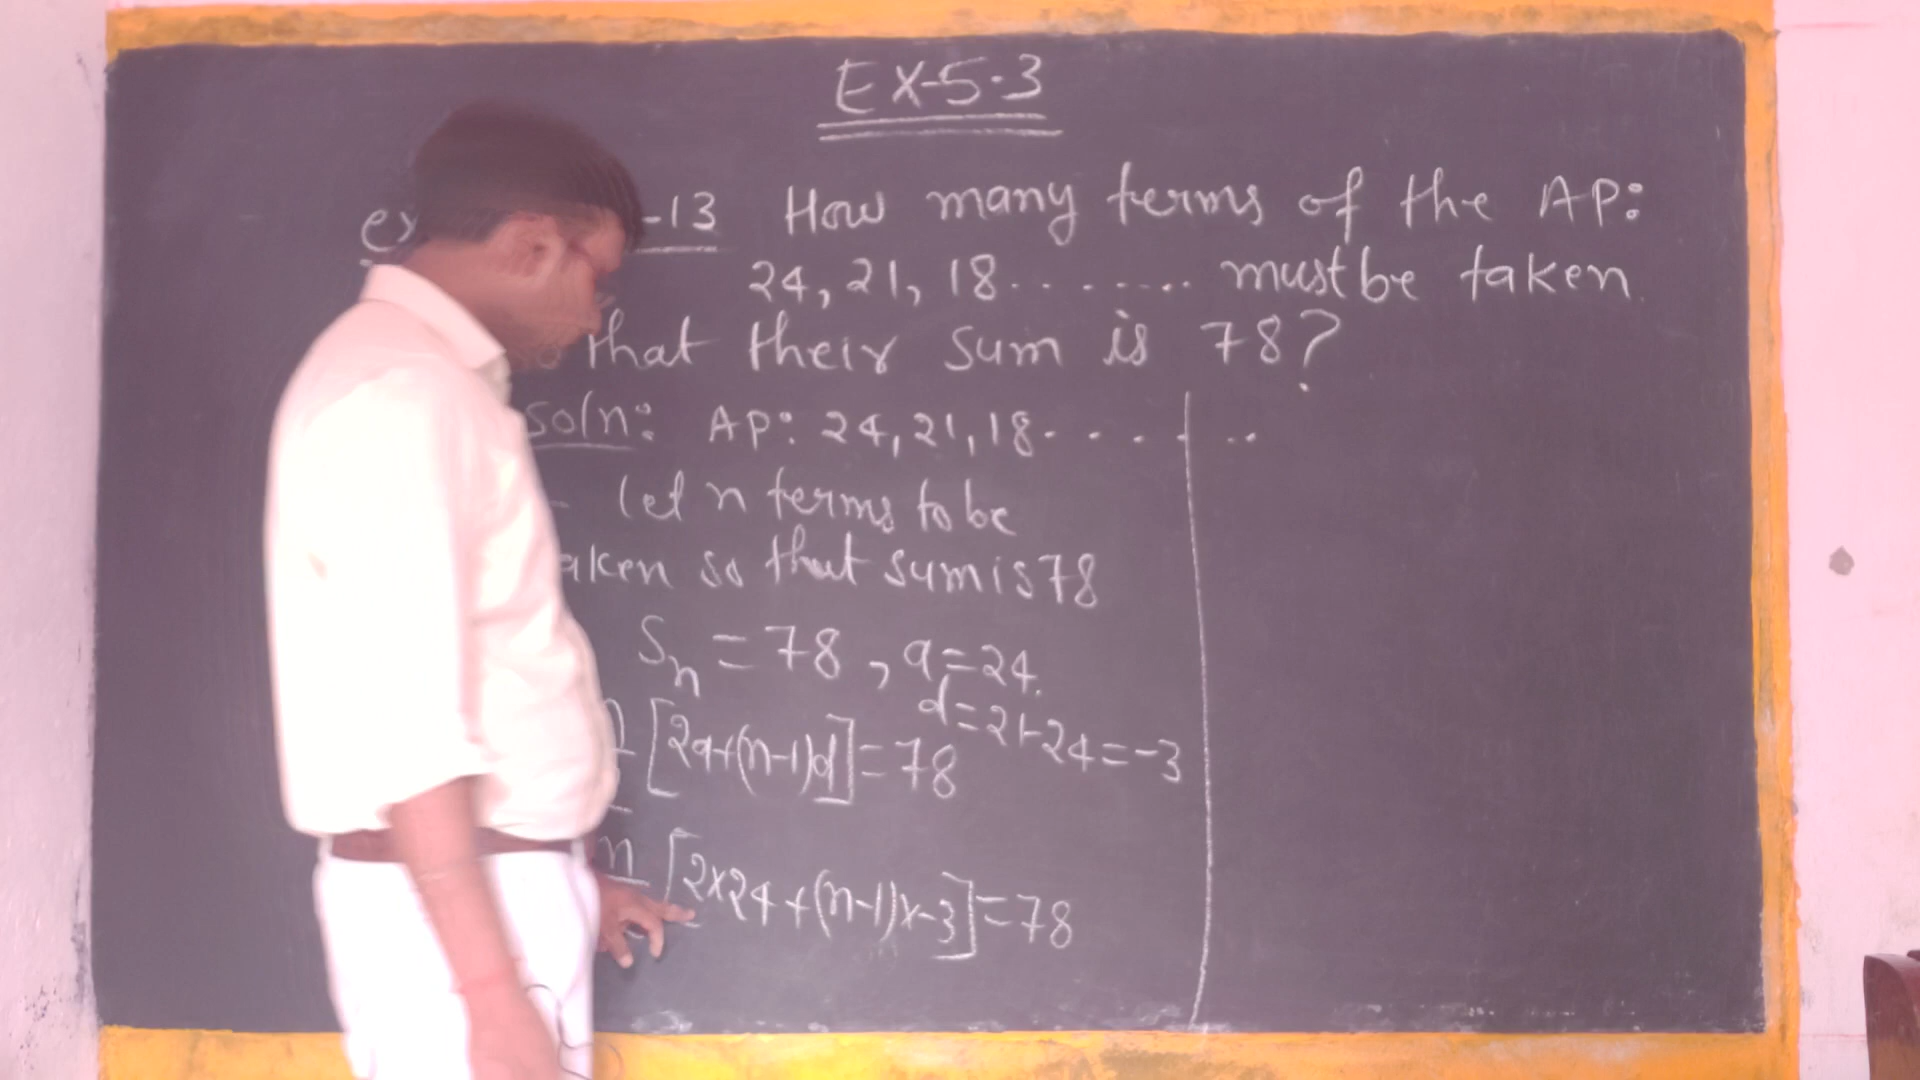 EX-5.3
-13 How many terms of the AP:
24, 21, 18........ must be taken
that their sum is 78?
soln: AP: 24, 21, 18.......
- let n terms to be
aken so that sum is 78
Sn = 78, a=24.
d=21-24=-3
n [2a+(n-1)d]=78
n [2x24+(n-1)x-3]=78